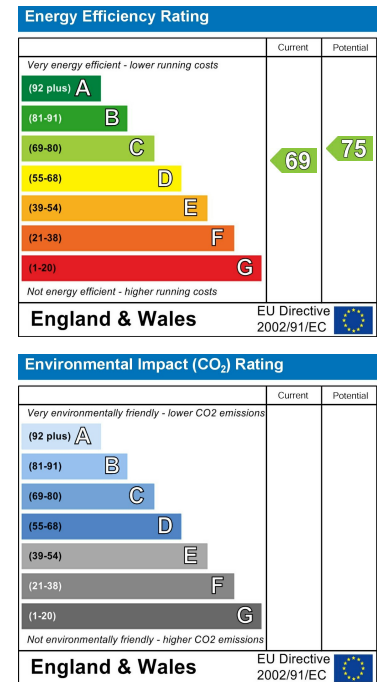 Energy Efficiency Rating
Current Potential
Very energy efficient - lower running costs
(92 plus) A
(81-91) B
(69-80) C
69 75
(55-68) D
(39-54) E
(21-38) F
(1-20) G
Not energy efficient - higher running costs
England & Wales
EU Directive
2002/91/EC
Environmental Impact (CO₂) Rating
Current Potential
Very environmentally friendly - lower CO2 emissions
(92 plus) A
(81-91) B
(69-80) C
(55-68) D
(39-54) E
(21-38) F
(1-20) G
Not environmentally friendly - higher CO2 emissions
England & Wales
EU Directive
2002/91/EC